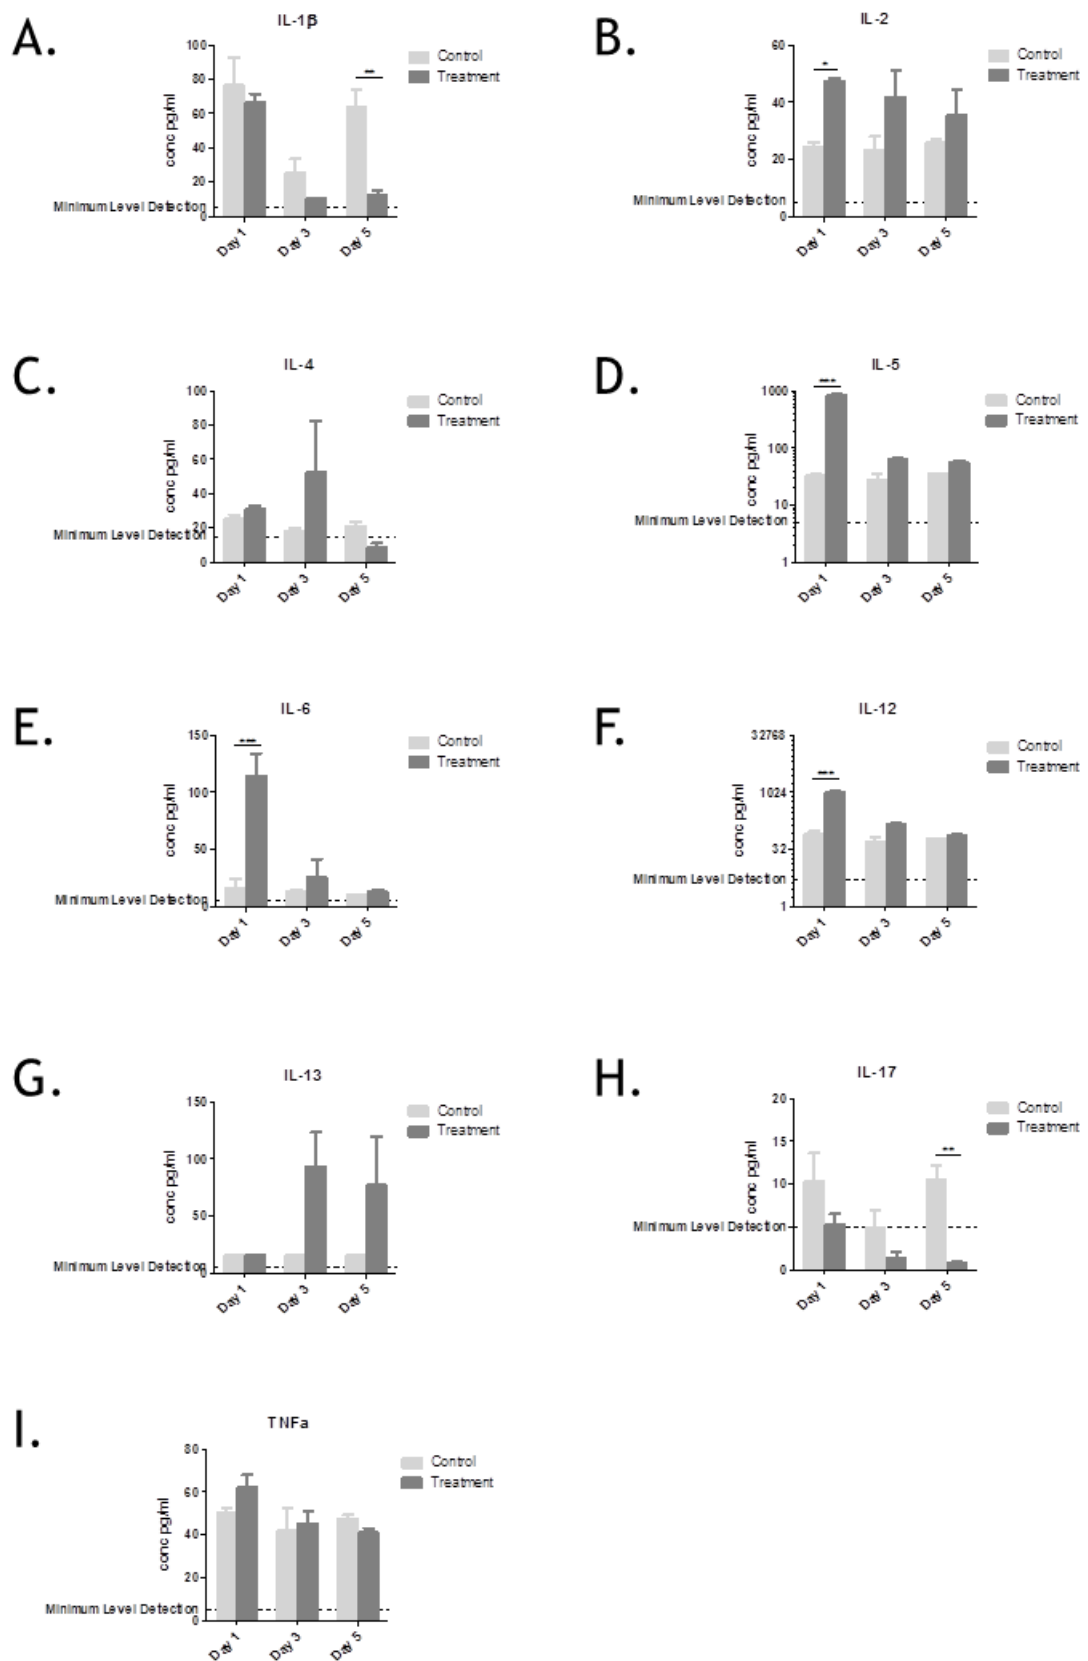 A.
IL-1β
100
80
60
40
20
0
conc pg/ml
Minimum Level Detection
**
Control
Treatment
Day 1
Day 3
Day 5
B.
IL-2
60
40
20
0
conc pg/ml
Minimum Level Detection
*
Control
Treatment
Day 1
Day 3
Day 5
C.
IL-4
100
80
60
40
20
0
conc pg/ml
Minimum Level Detection
Control
Treatment
Day 1
Day 3
Day 5
D.
IL-5
1000
100
10
1
conc pg/ml
Minimum Level Detection
***
Control
Treatment
Day 1
Day 3
Day 5
E.
IL-6
150
100
50
0
conc pg/ml
Minimum Level Detection
***
Control
Treatment
Day 1
Day 3
Day 5
F.
IL-12
32768
1024
32
1
conc pg/ml
Minimum Level Detection
***
Control
Treatment
Day 1
Day 3
Day 5
G.
IL-13
150
100
50
0
conc pg/ml
Minimum Level Detection
Control
Treatment
Day 1
Day 3
Day 5
H.
IL-17
20
15
10
5
0
conc pg/ml
Minimum Level Detection
**
Control
Treatment
Day 1
Day 3
Day 5
I.
TNFa
80
60
40
20
0
conc pg/ml
Minimum Level Detection
Control
Treatment
Day 1
Day 3
Day 5